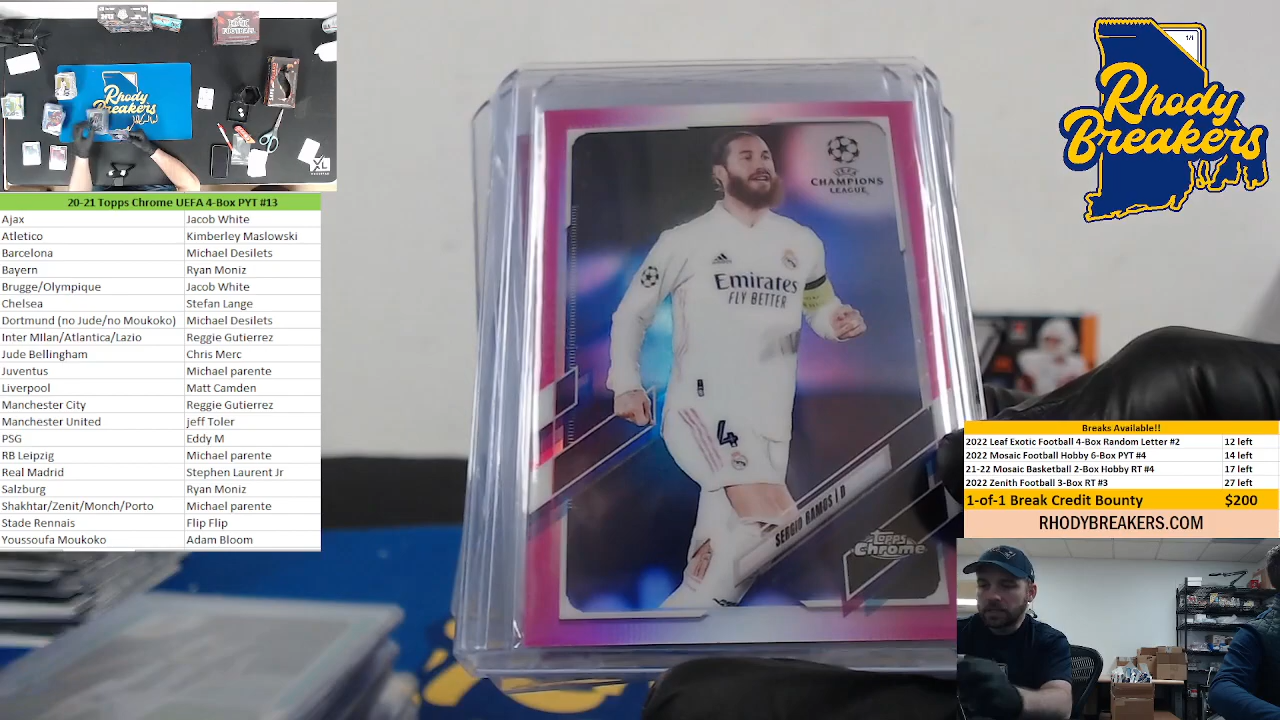 Rhody
Breakers
XL
20-21 Topps Chrome UEFA 4-Box PYT #13
Ajax Jacob White
Atletico Kimberley Maslowski
Barcelona Michael Desilets
Bayern Ryan Moniz
Brugge/Olympique Jacob White
Chelsea Stefan Lange
Dortmund (no Jude/no Moukoko) Michael Desilets
Inter MIlan/Atlantica/Lazio Reggie Gutierrez
Jude Bellingham Chris Merc
Juventus Michael parente
Liverpool Matt Camden
Manchester City Reggie Gutierrez
Manchester United jeff Toler
PSG Eddy M
RB Leipzig Michael parente
Real Madrid Stephen Laurent Jr
Salzburg Ryan Moniz
Shakhtar/Zenit/Monch/Porto Michael parente
Stade Rennais Flip Flip
Youssoufa Moukoko Adam Bloom
UEFA
CHAMPIONS
LEAGUE
Emirates
FLY BETTER
4
SERGIO RAMOS | D
Topps
Chrome
1/1
Rhody
Breakers
Breaks Available!!
2022 Leaf Exotic Football 4-Box Random Letter #2 12 left
2022 Mosaic Football Hobby 6-Box PYT #4 14 left
21-22 Mosaic Basketball 2-Box Hobby RT #4 17 left
2022 Zenith Football 3-Box RT #3 27 left
1-of-1 Break Credit Bounty $200
RHODYBREAKERS.COM